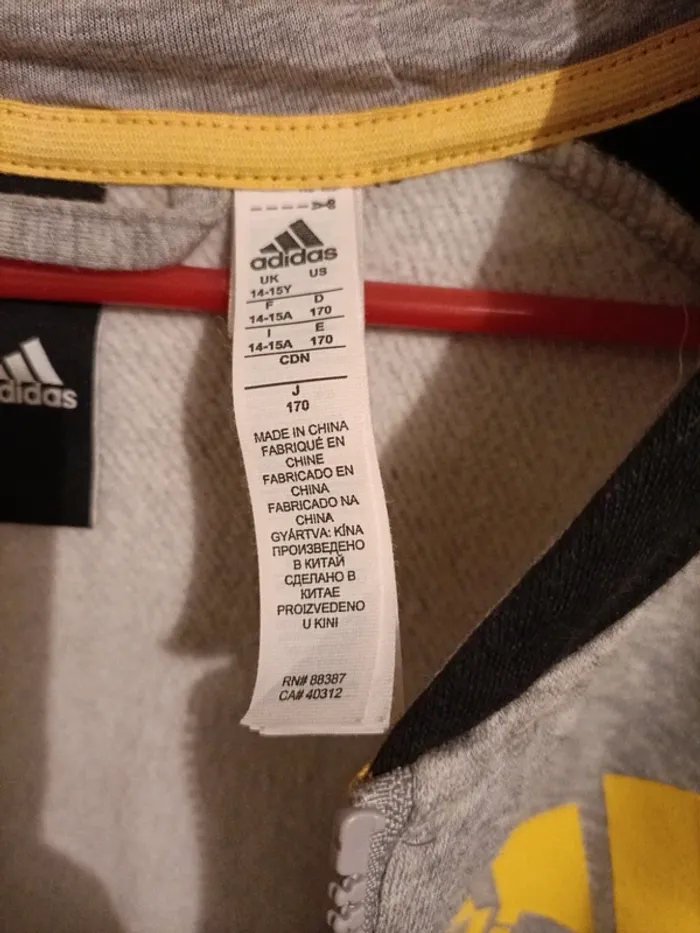 adidas
UK US
14-15Y
F D
14-15A 170
I E
14-15A 170
CDN
J
170
MADE IN CHINA
FABRIQUÉ EN
CHINE
FABRICADO EN
CHINA
FABRICADO NA
CHINA
GYÁRTVA: KÍNA
ПРОИЗВЕДЕНО
В КИТАЙ
СДЕЛАНО В
КИТАЕ
PROIZVEDENO
U KINI
RN# 88387
CA# 40312
adidas